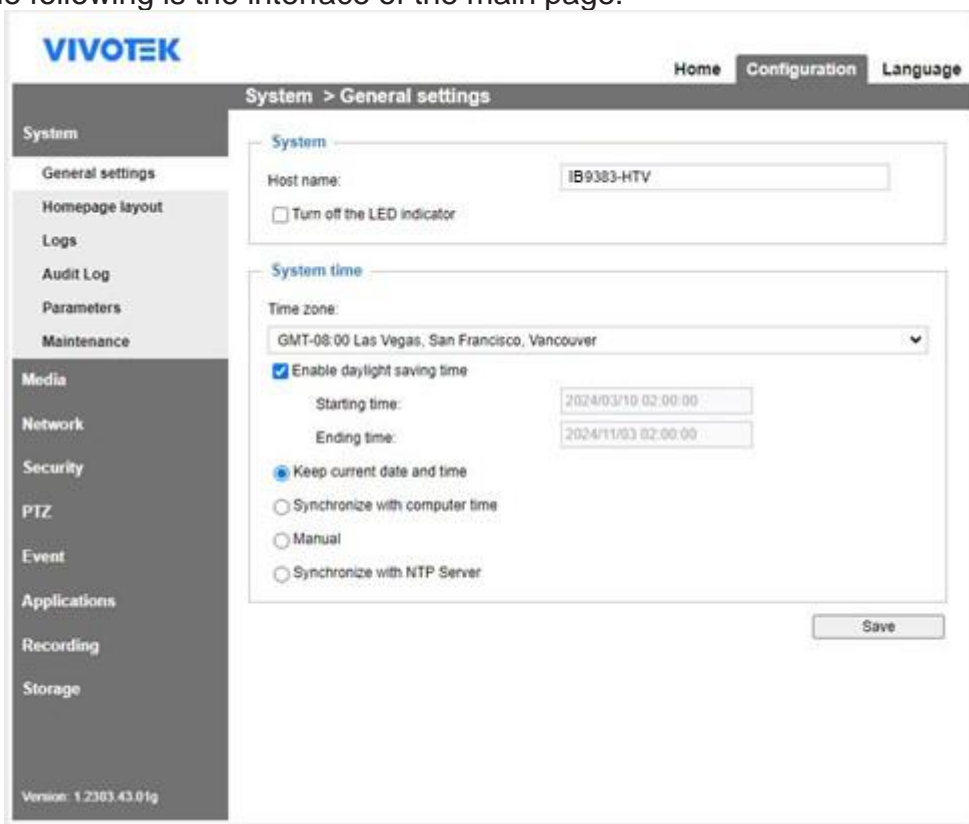 following is the interface of the main page.
VIVOTEK
Home Configuration Language
System > General settings
System
General settings
Homepage layout
Logs
Audit Log
Parameters
Maintenance
Media
Network
Security
PTZ
Event
Applications
Recording
Storage
Version: 1.2383.43.01g
System
Host name: IB9383-HTV
Turn off the LED indicator
System time
Time zone:
GMT-08:00 Las Vegas, San Francisco, Vancouver
Enable daylight saving time
Starting time: 2024/03/10 02:00:00
Ending time: 2024/11/03 02:00:00
Keep current date and time
Synchronize with computer time
Manual
Synchronize with NTP Server
Save